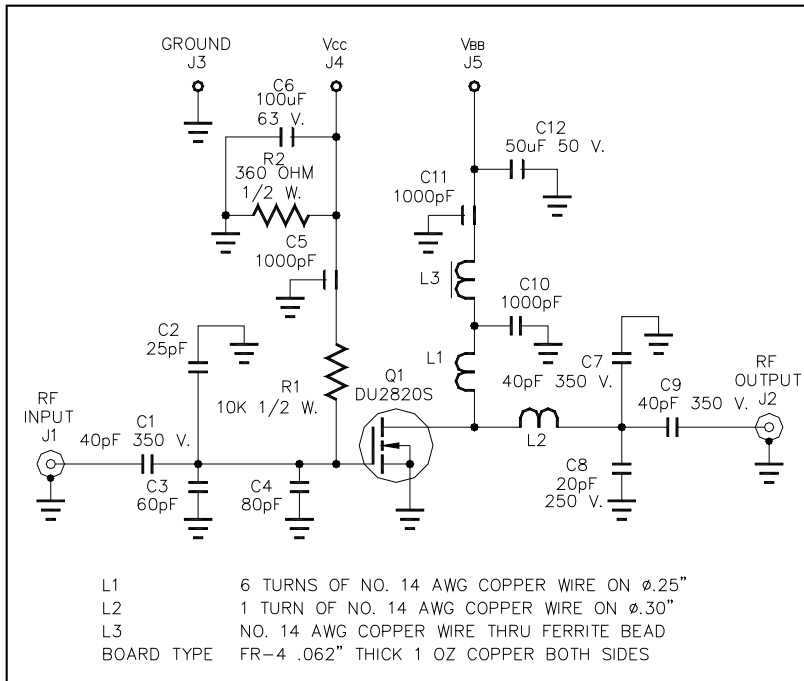 GROUND
J3
Vcc
J4
VBB
J5
C6
100uF
63 V.
R2
360 OHM
1/2 W.
C5
1000pF
C12
50uF 50 V.
C11
1000pF
L3
C10
1000pF
C2
25pF
L1
C7
40pF 350 V.
R1
10K 1/2 W.
Q1
DU2820S
RF
INPUT
J1
C1
40pF 350 V.
C9
40pF 350 V.
RF
OUTPUT
J2
L2
C3
60pF
C4
80pF
C8
20pF
250 V.
L1 6 TURNS OF NO. 14 AWG COPPER WIRE ON ø.25"
L2 1 TURN OF NO. 14 AWG COPPER WIRE ON ø.30"
L3 NO. 14 AWG COPPER WIRE THRU FERRITE BEAD
BOARD TYPE FR-4 .062" THICK 1 OZ COPPER BOTH SIDES